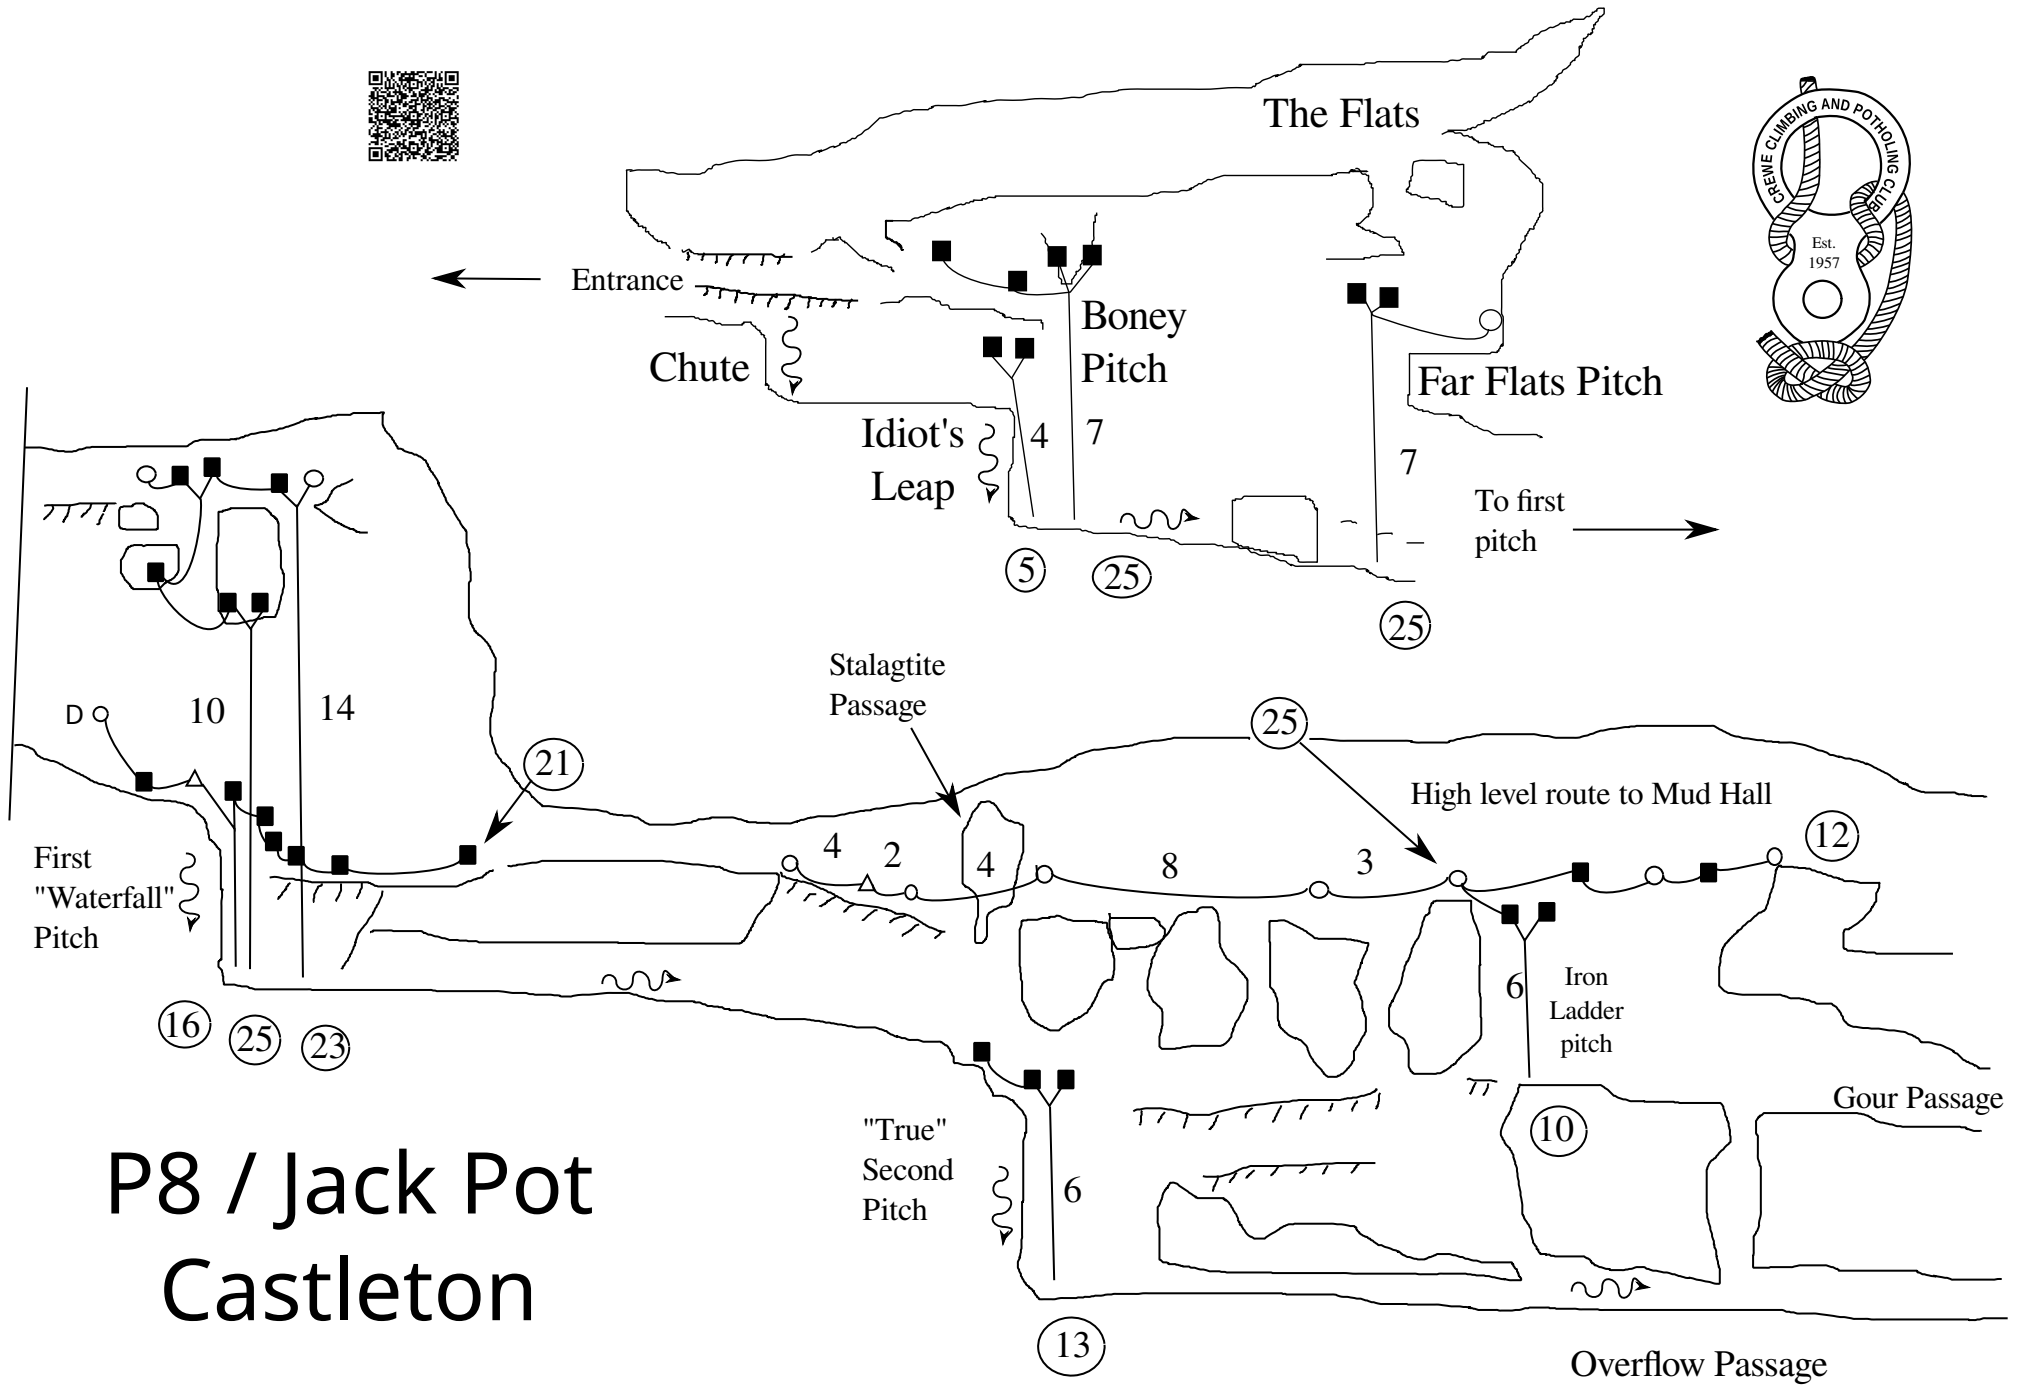 The Flats
CREWE CLIMBING AND POTHOLING CLUB
Est.
1957
Entrance
Boney
Pitch
Chute
Far Flats Pitch
Idiot's
Leap
4
7
7
To first
pitch
5
25
25
Stalagtite
Passage
10
14
D
21
25
High level route to Mud Hall
First
"Waterfall"
Pitch
4
2
4
8
3
12
6
Iron
Ladder
pitch
16
25
23
Gour Passage
10
"True"
Second
Pitch
6
13
P8 / Jack Pot
Castleton
Overflow Passage